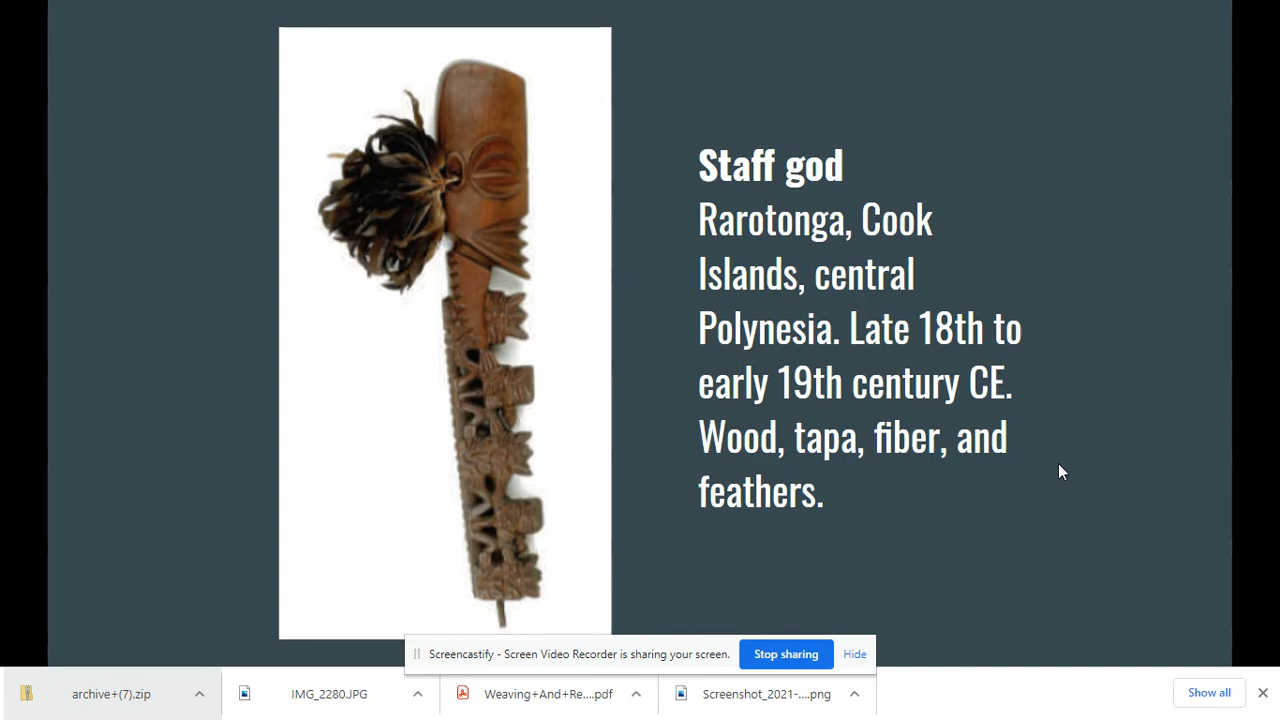 Staff god
Rarotonga, Cook
Islands, central
Polynesia. Late 18th to
early 19th century CE.
Wood, tapa, fiber, and
feathers.
Screencastify - Screen Video Recorder is sharing your screen.
Stop sharing
Hide
archive+(7).zip
IMG_2280.JPG
Weaving+And+Re....pdf
Screenshot_2021-....png
Show all